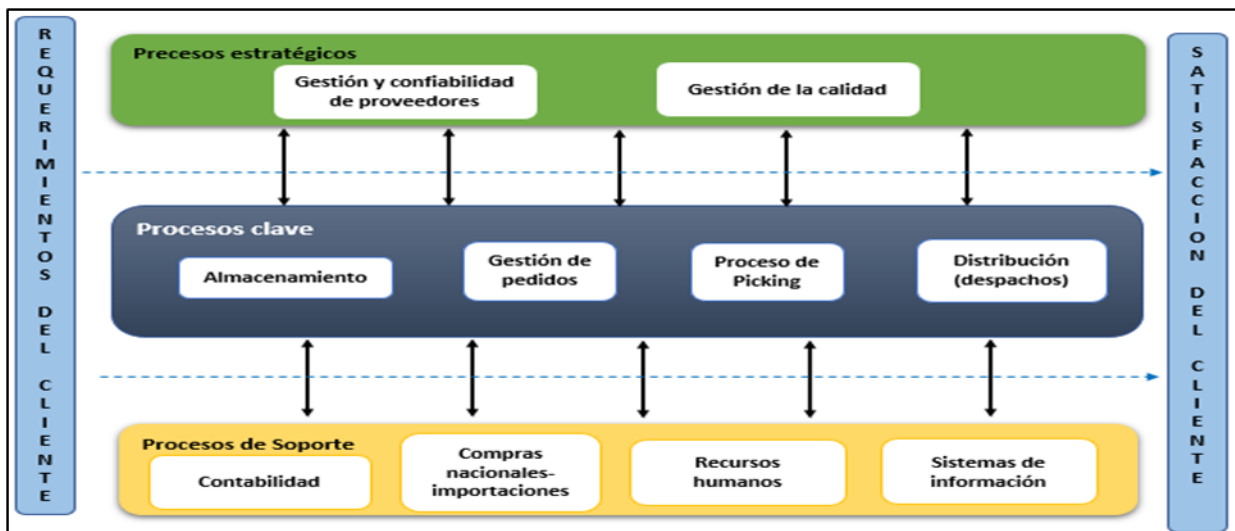 REQUERIMIENTOS DEL CLIENTE
Precesos estratégicos
Gestión y confiabilidad
de proveedores
Gestión de la calidad
Procesos clave
Almacenamiento
Gestión de
pedidos
Proceso de
Picking
Distribución
(despachos)
Procesos de Soporte
Contabilidad
Compras
nacionales-
importaciones
Recursos
humanos
Sistemas de
información
SATISFACCION DEL CLIENTE